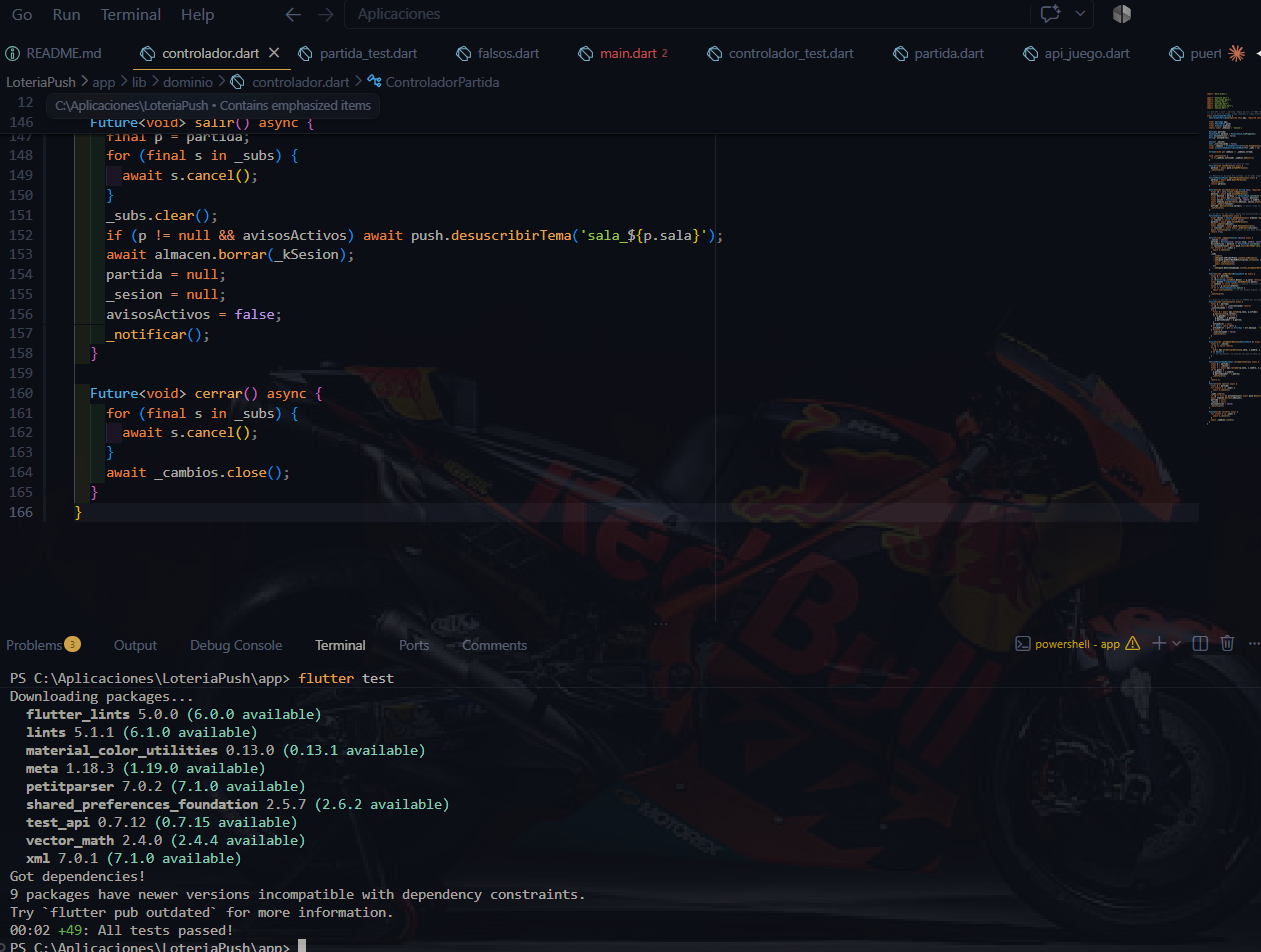 Go Run Terminal Help Aplicaciones
README.md controlador.dart partida_test.dart falsos.dart main.dart 2 controlador_test.dart partida.dart api_juego.dart puert
LoteriaPush > app > lib > dominio > controlador.dart > ControladorPartida
12
C:\Aplicaciones\LoteriaPush • Contains emphasized items
146 Future<void> salir() async {
147 final p = partida;
148 for (final s in _subs) {
149 await s.cancel();
150 }
151 _subs.clear();
152 if (p != null && avisosActivos) await push.desuscribirTema('sala_${p.sala}');
153 await almacen.borrar(_kSesion);
154 partida = null;
155 _sesion = null;
156 avisosActivos = false;
157 _notificar();
158 }
159
160 Future<void> cerrar() async {
161 for (final s in _subs) {
162 await s.cancel();
163 }
164 await _cambios.close();
165 }
166 }
KTM
KTM
Red Bull
MOTOREX
Problems 3 Output Debug Console Terminal Ports Comments powershell - app
PS C:\Aplicaciones\LoteriaPush\app> flutter test
Downloading packages...
flutter_lints 5.0.0 (6.0.0 available)
lints 5.1.1 (6.1.0 available)
material_color_utilities 0.13.0 (0.13.1 available)
meta 1.18.3 (1.19.0 available)
petitparser 7.0.2 (7.1.0 available)
shared_preferences_foundation 2.5.7 (2.6.2 available)
test_api 0.7.12 (0.7.15 available)
vector_math 2.4.0 (2.4.4 available)
xml 7.0.1 (7.1.0 available)
Got dependencies!
9 packages have newer versions incompatible with dependency constraints.
Try `flutter pub outdated` for more information.
00:02 +49: All tests passed!
PS C:\Aplicaciones\LoteriaPush\app>